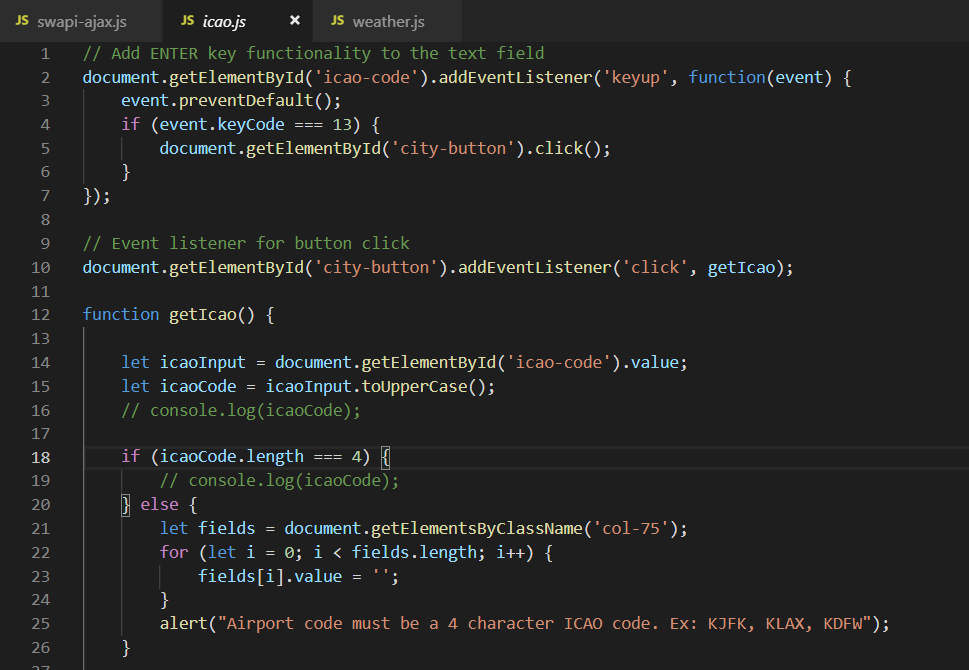 JS swapi-ajax.js JS icao.js × JS weather.js
1 // Add ENTER key functionality to the text field
2 document.getElementById('icao-code').addEventListener('keyup', function(event) {
3     event.preventDefault();
4     if (event.keyCode === 13) {
5         document.getElementById('city-button').click();
6     }
7 });
8
9 // Event listener for button click
10 document.getElementById('city-button').addEventListener('click', getIcao);
11
12 function getIcao() {
13
14     let icaoInput = document.getElementById('icao-code').value;
15     let icaoCode = icaoInput.toUpperCase();
16     // console.log(icaoCode);
17
18     if (icaoCode.length === 4) {
19         // console.log(icaoCode);
20     } else {
21         let fields = document.getElementsByClassName('col-75');
22         for (let i = 0; i < fields.length; i++) {
23             fields[i].value = '';
24         }
25         alert("Airport code must be a 4 character ICAO code. Ex: KJFK, KLAX, KDFW");
26     }